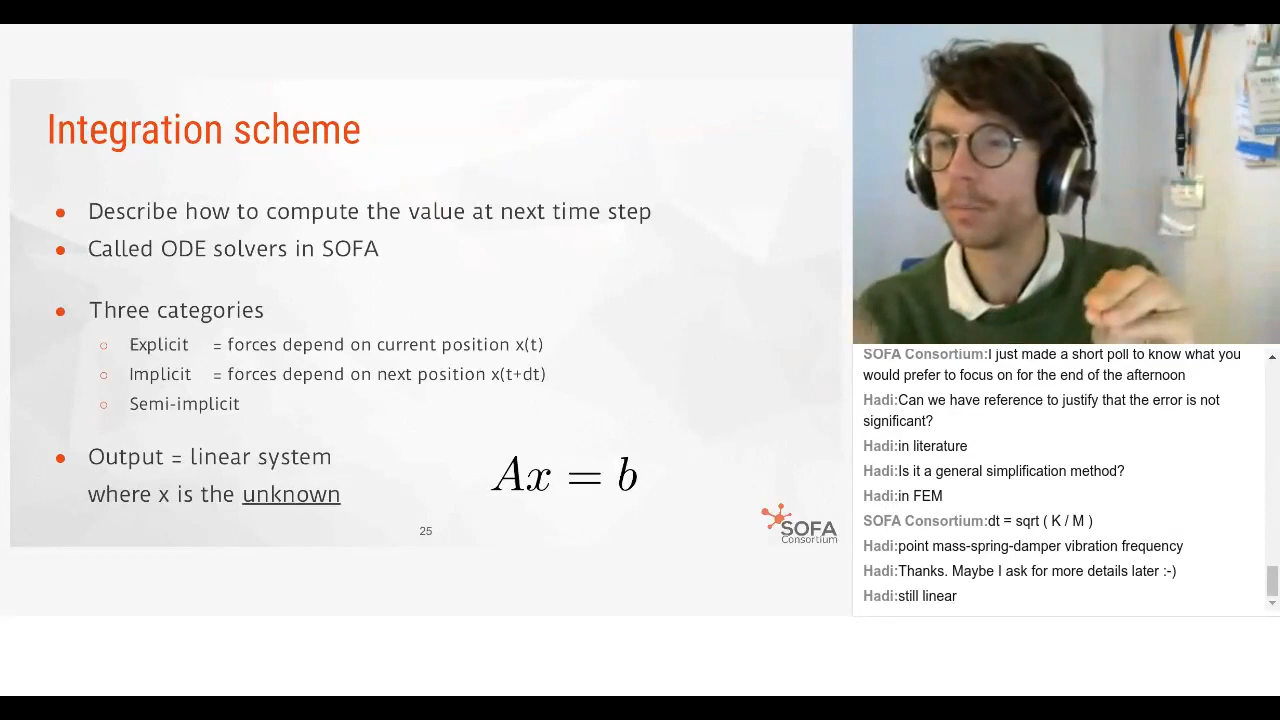 Integration scheme
● Describe how to compute the value at next time step
● Called ODE solvers in SOFA
● Three categories
○ Explicit = forces depend on current position x(t)
○ Implicit = forces depend on next position x(t+dt)
○ Semi-implicit
● Output = linear system
where x is the unknown
Ax = b
25
SOFA
Consortium
SOFA Consortium:I just made a short poll to know what you
would prefer to focus on for the end of the afternoon
Hadi:Can we have reference to justify that the error is not
significant?
Hadi:in literature
Hadi:Is it a general simplification method?
Hadi:in FEM
SOFA Consortium:dt = sqrt ( K / M )
Hadi:point mass-spring-damper vibration frequency
Hadi:Thanks. Maybe I ask for more details later :-)
Hadi:still linear